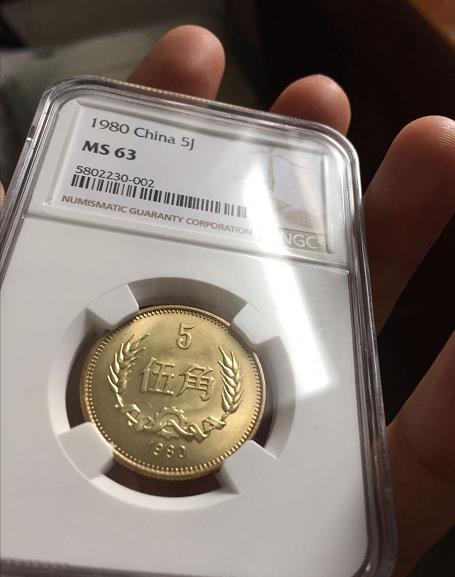 1980 China 5J
MS 63
5802230-002
NUMISMATIC GUARANTY CORPORATION
NGC
5
伍角
1980